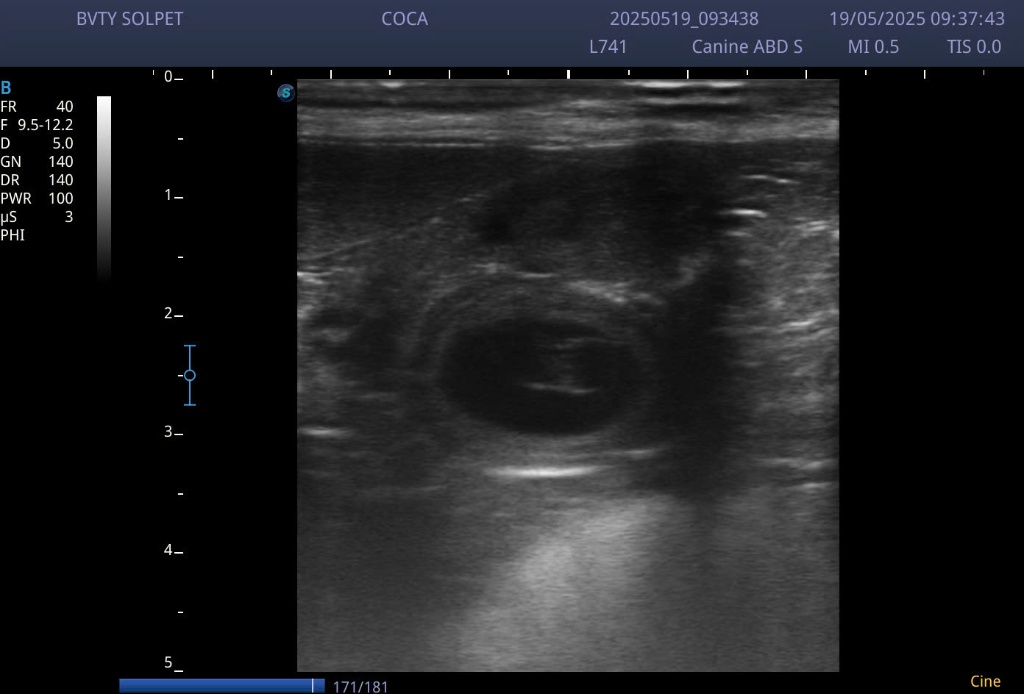 BVTY SOLPET COCA 20250519_093438 19/05/2025 09:37:43
L741 Canine ABD S MI 0.5 TIS 0.0
B
FR 40
F 9.5-12.2
D 5.0
GN 140
DR 140
PWR 100
µS 3
PHI
S
0
1
2
3
4
5
171/181
Cine